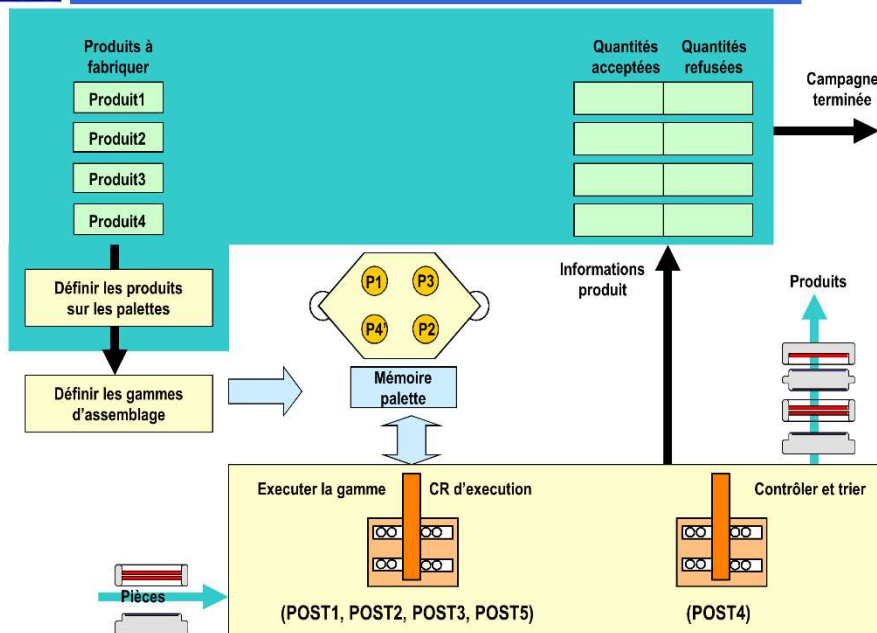 Produits à
fabriquer
Produit1
Produit2
Produit3
Produit4
Quantités
acceptées
Quantités
refusées
Campagne
terminée
Définir les produits
sur les palettes
Définir les gammes
d'assemblage
P1
P3
P4'
P2
Mémoire
palette
Informations
produit
Produits
Executer la gamme
CR d'execution
Contrôler et trier
Pièces
(POST1, POST2, POST3, POST5)
(POST4)